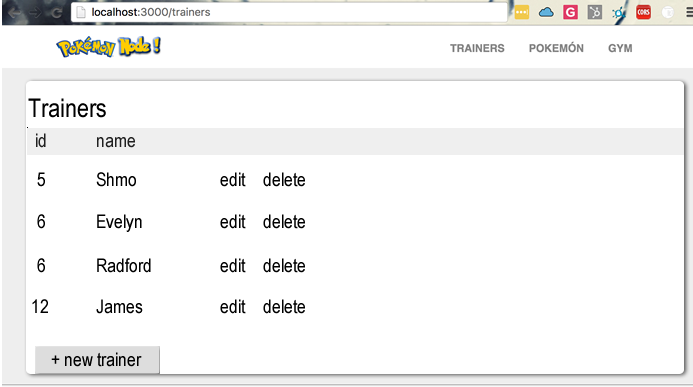 localhost:3000/trainers
CORS
Pokémon Node!
TRAINERS POKEMÓN GYM
Trainers
id name
5 Shmo edit delete
6 Evelyn edit delete
6 Radford edit delete
12 James edit delete
+ new trainer